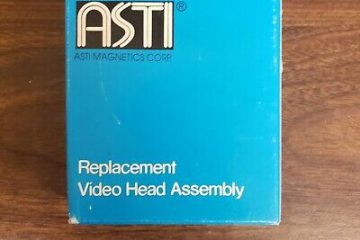 ASTI®
ASTI-MAGNETICS CORP.
Replacement
Video Head Assembly